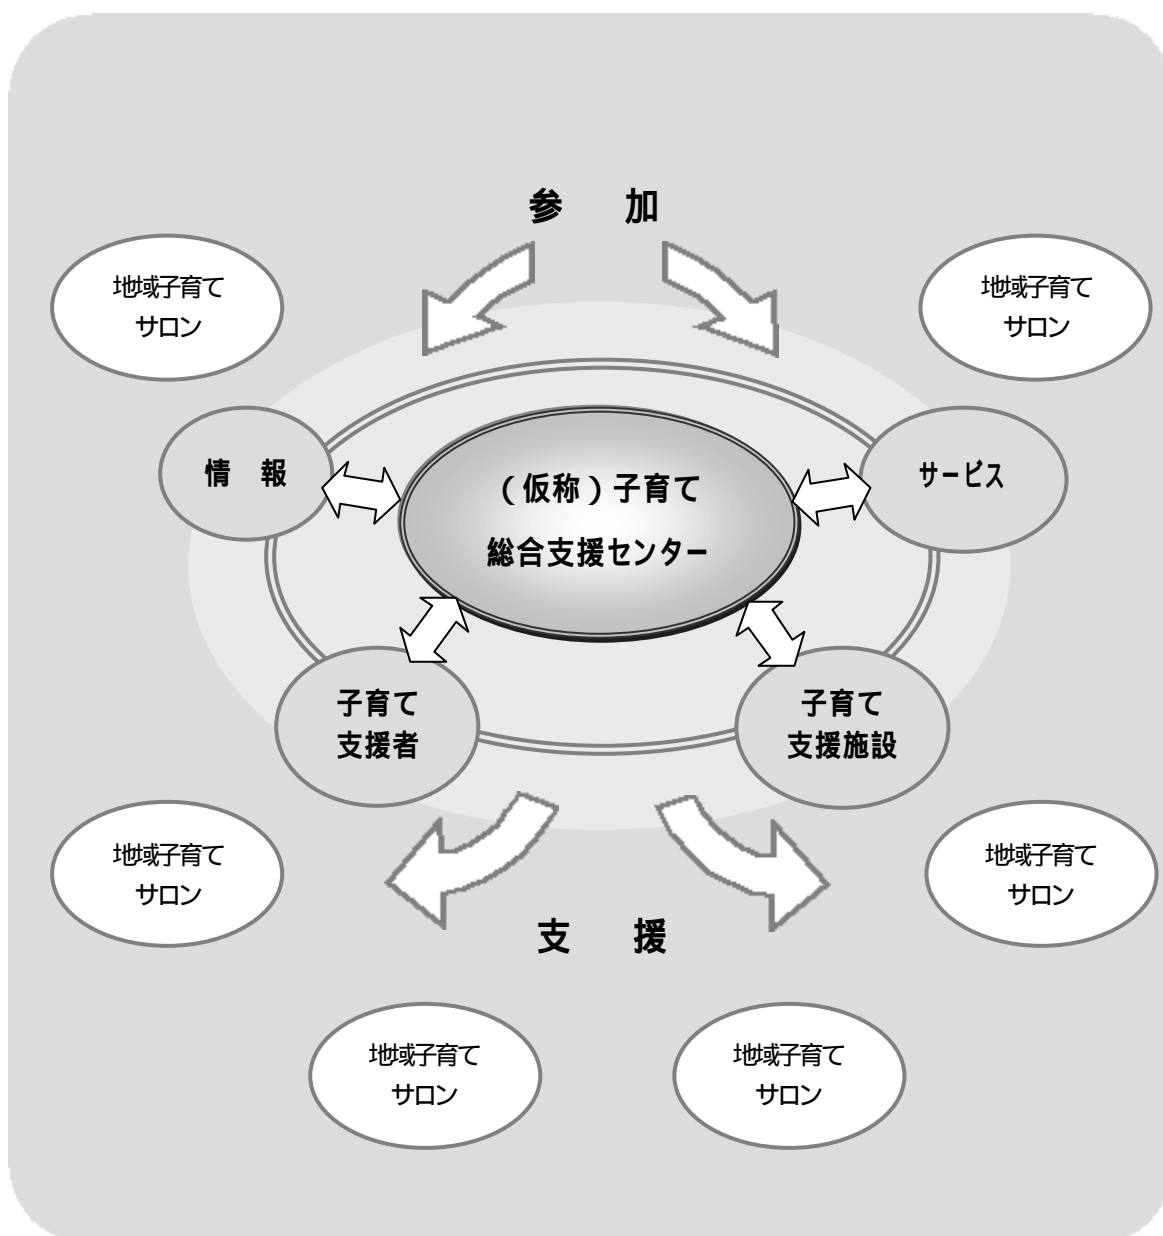 参 加
地域子育て
サロン
地域子育て
サロン
情 報
(仮称)子育て
総合支援センター
サービス
子育て
支援者
子育て
支援施設
地域子育て
サロン
地域子育て
サロン
支 援
地域子育て
サロン
地域子育て
サロン